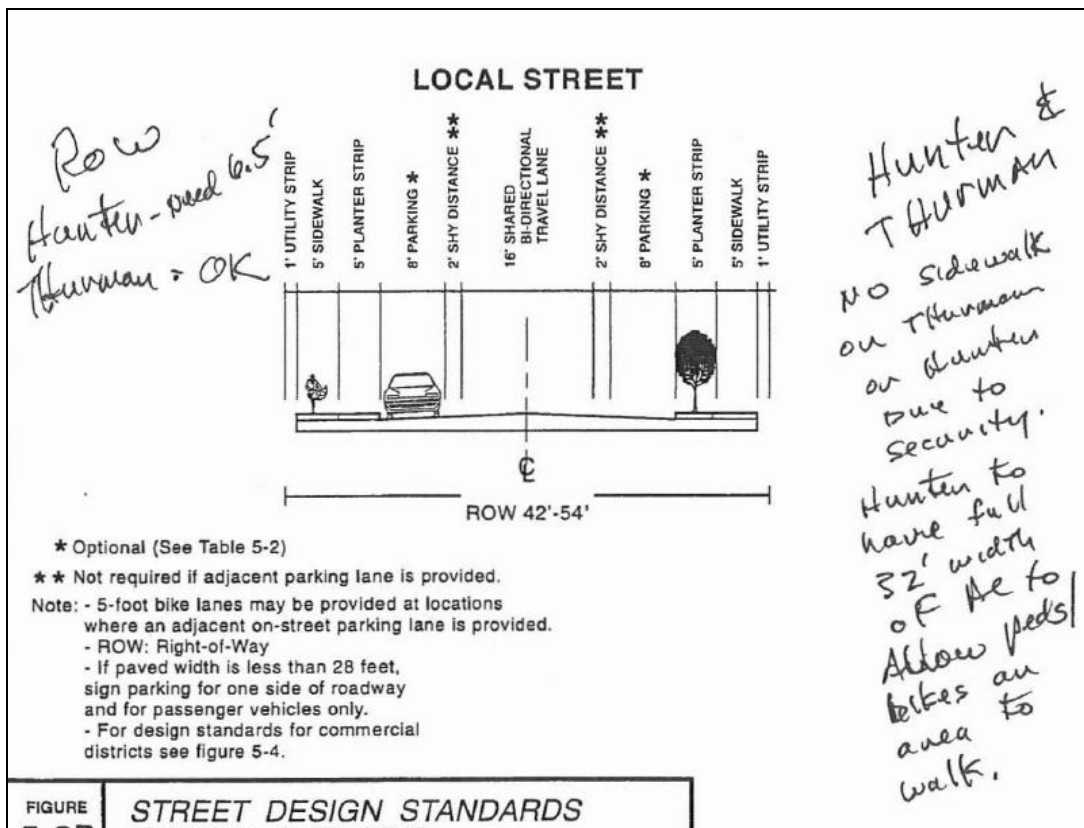 LOCAL STREET
ROW
Hunter - need 6.5'
Thurman = OK
1' UTILITY STRIP
5' SIDEWALK
5' PLANTER STRIP
8' PARKING *
2' SHY DISTANCE **
16' SHARED
BI-DIRECTIONAL
TRAVEL LANE
2' SHY DISTANCE **
8' PARKING *
5' PLANTER STRIP
5' SIDEWALK
1' UTILITY STRIP
℄
ROW 42'-54'
* Optional (See Table 5-2)
* * Not required if adjacent parking lane is provided.
Note: - 5-foot bike lanes may be provided at locations
where an adjacent on-street parking lane is provided.
- ROW: Right-of-Way
- If paved width is less than 28 feet,
sign parking for one side of roadway
and for passenger vehicles only.
- For design standards for commercial
districts see figure 5-4.
Hunter &
THURMAN
NO sidewalk
on Thurman
or Hunter
Due to
security.
Hunter to
have full
32' width
of AC to
Allow peds/
bikes an
area to
walk.
FIGURE
STREET DESIGN STANDARDS